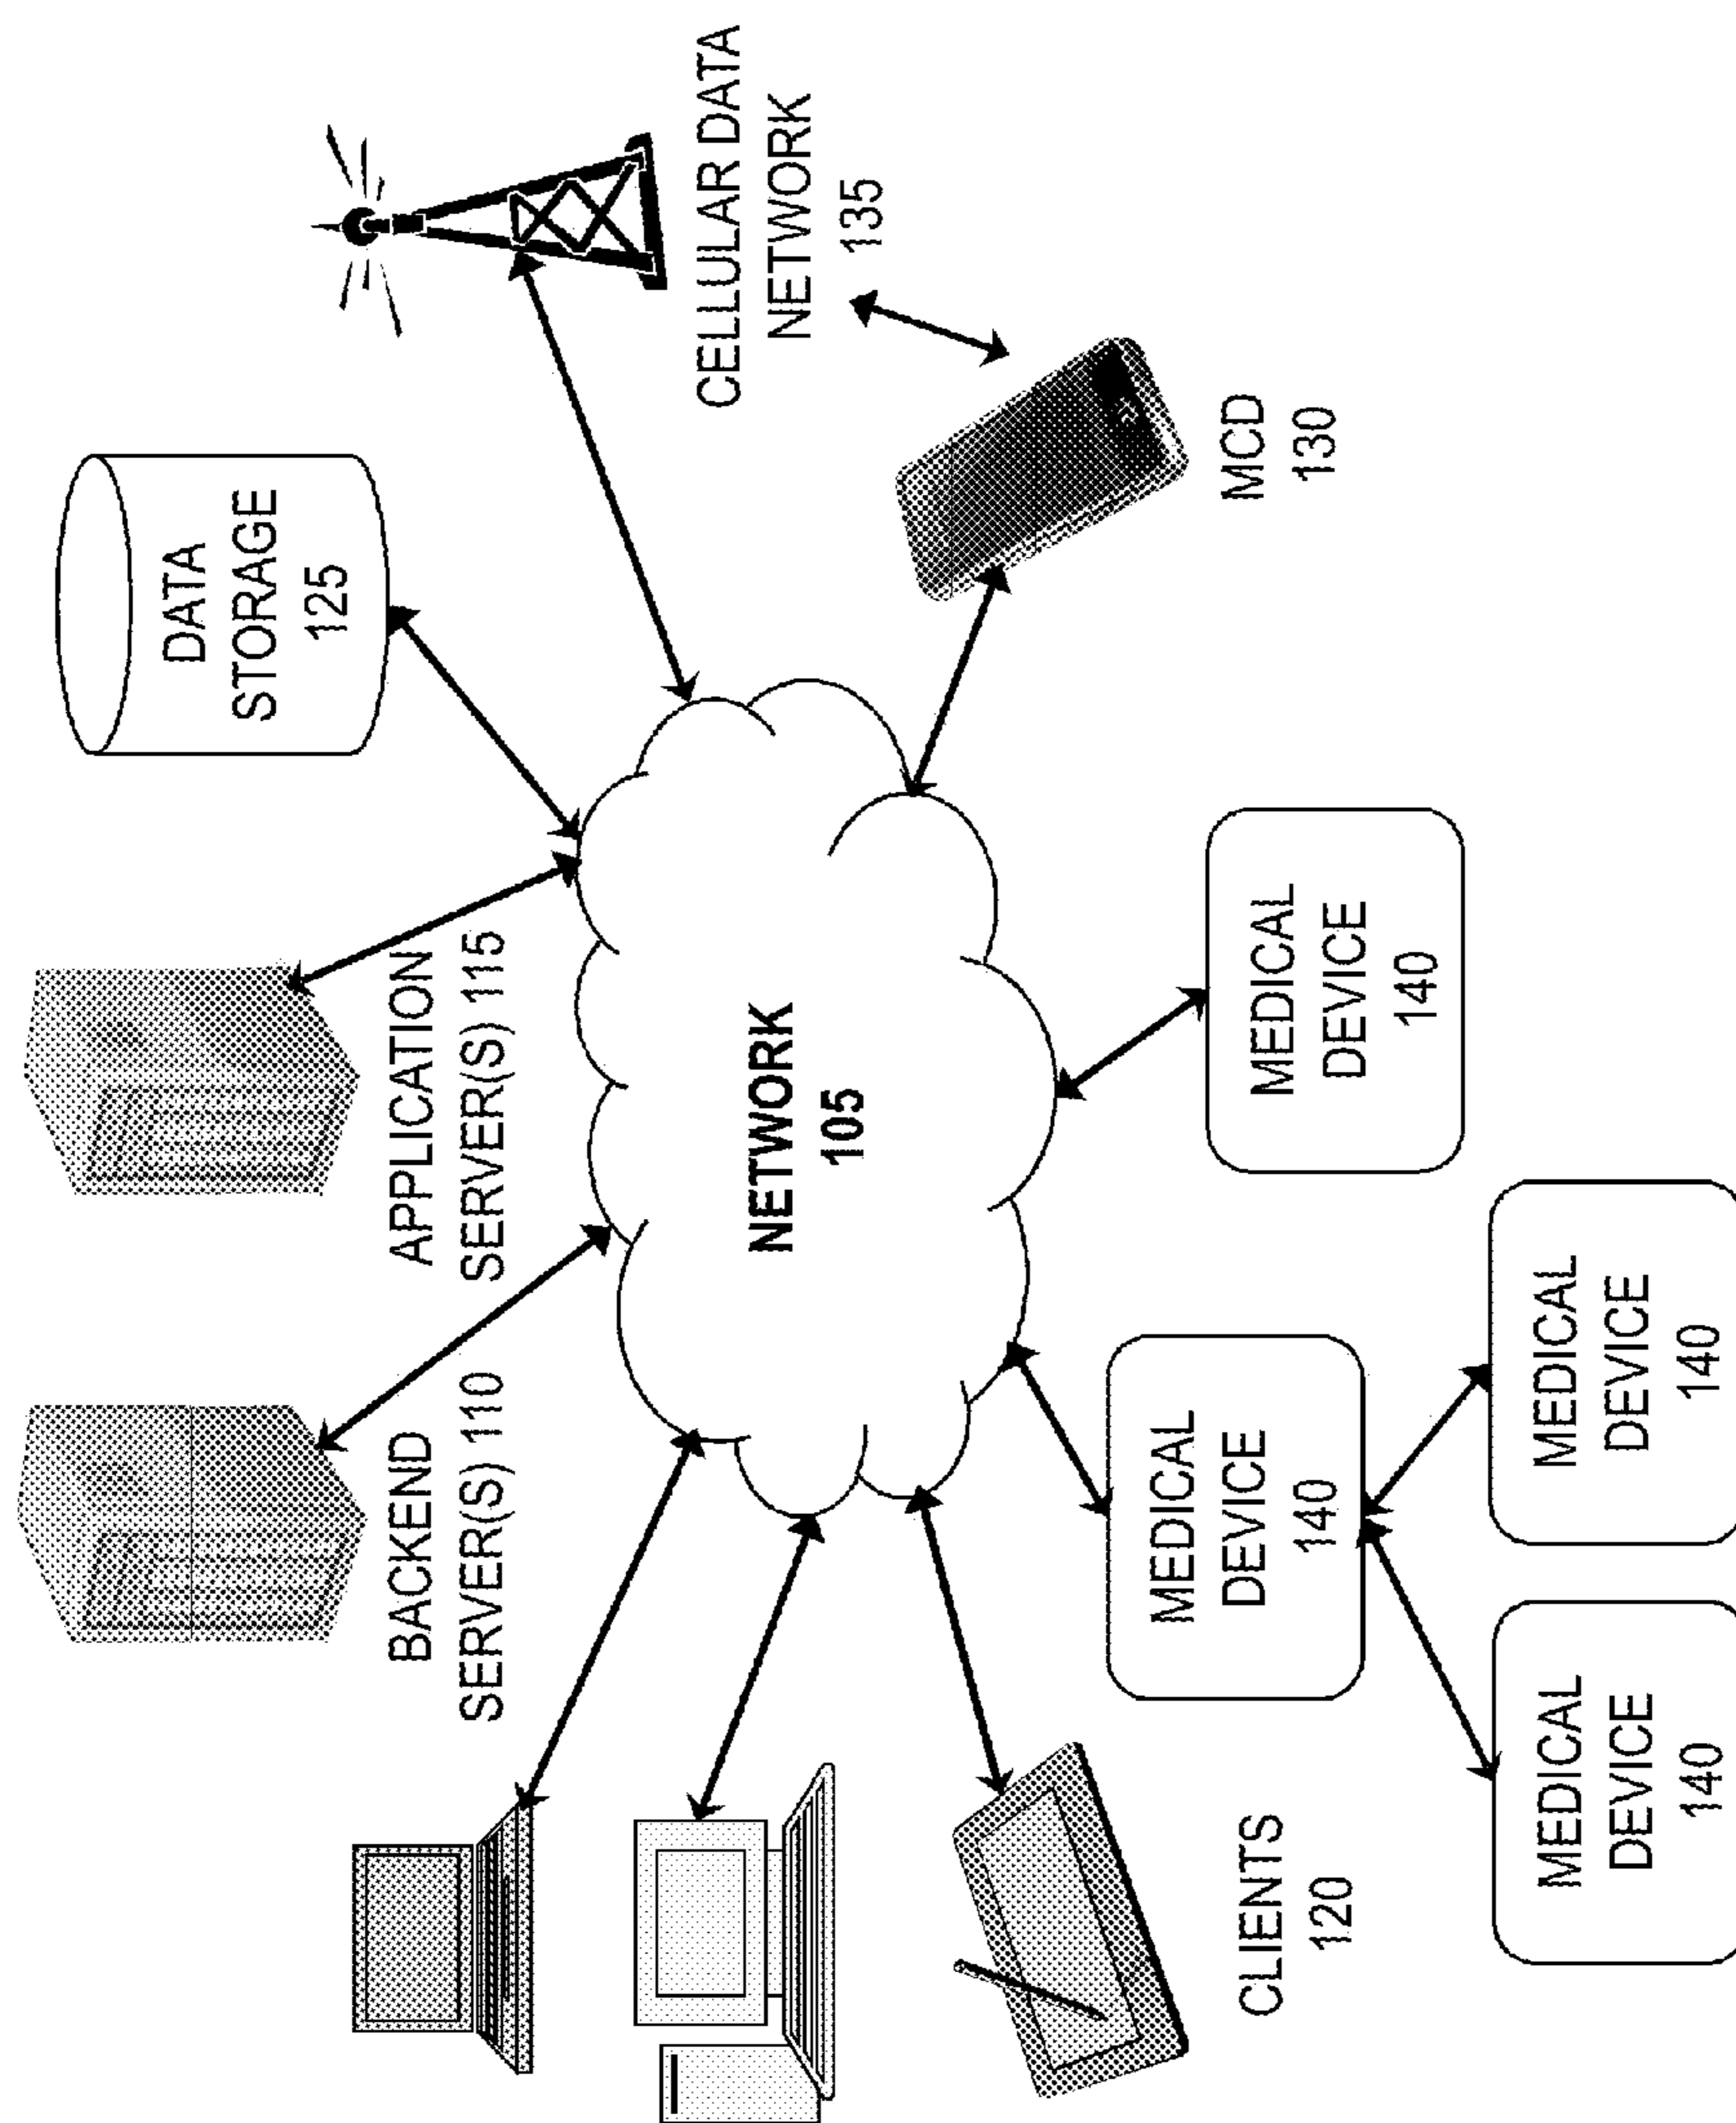 BACKEND
SERVER(S) 110
APPLICATION
SERVER(S) 115
DATA
STORAGE
125
CELLULAR DATA
NETWORK
135
NETWORK
105
MCD
130
CLIENTS
120
MEDICAL
DEVICE
140
MEDICAL
DEVICE
140
MEDICAL
DEVICE
140
MEDICAL
DEVICE
140